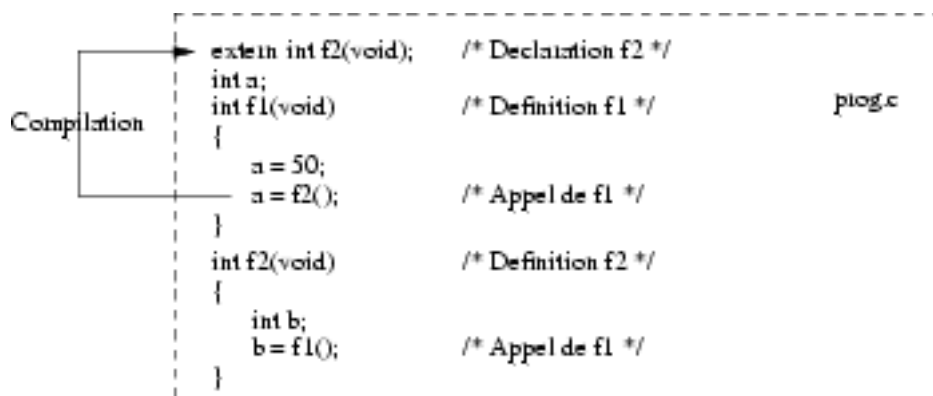 extern int f2(void); /* Declaration f2 */
int a;
int f1(void) /* Definition f1 */
prog.c
Compilation
{
a = 50;
a = f2(); /* Appel de f1 */
}
int f2(void) /* Definition f2 */
{
int b;
b = f1(); /* Appel de f1 */
}